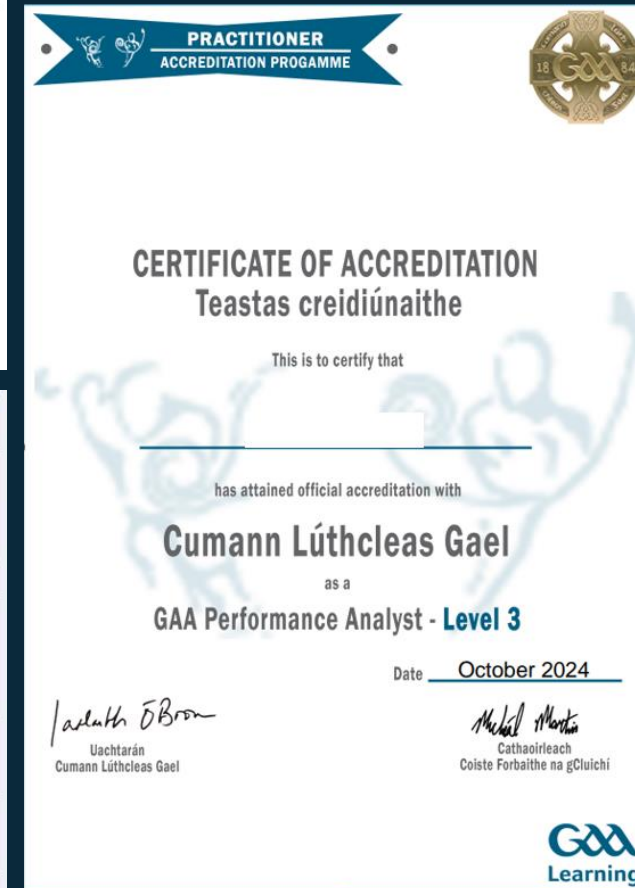 PRACTITIONER
ACCREDITATION PROGAMME
18 GAA 84
CERTIFICATE OF ACCREDITATION
Teastas creidiúnaithe
This is to certify that
has attained official accreditation with
Cumann Lúthcleas Gael
as a
GAA Performance Analyst - Level 3
Date October 2024
Uachtarán
Cumann Lúthcleas Gael
Cathaoirleach
Coiste Forbaithe na gCluichí
GAA
Learning